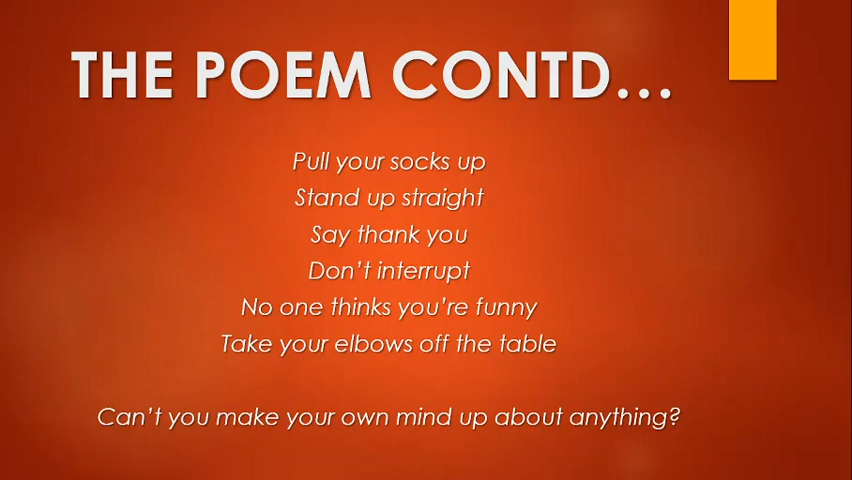 THE POEM CONTD…
Pull your socks up
Stand up straight
Say thank you
Don’t interrupt
No one thinks you’re funny
Take your elbows off the table
Can’t you make your own mind up about anything?